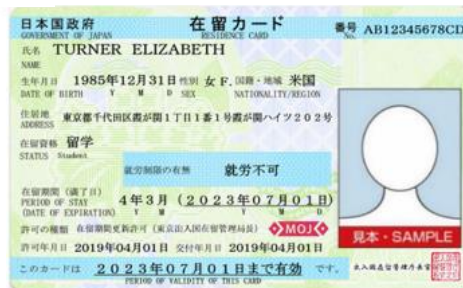 日本国政府 在留カード 番号 AB12345678CD
GOVERNMENT OF JAPAN RESIDENCE CARD No.
氏名 TURNER ELIZABETH
NAME
生年月日 1985年12月31日 性別 女 F. 国籍・地域 米国
DATE OF BIRTH Y M D SEX NATIONALITY/REGION
住居地 東京都千代田区霞が関1丁目1番1号霞が関ハイツ202号
ADDRESS
在留資格 留学
STATUS Student
就労制限の有無 就労不可
在留期間(満了日) 4年3月(2023年07月01日)
PERIOD OF STAY
(DATE OF EXPIRATION) Y M Y M D
許可の種類 在留期間更新許可(東京出入国在留管理局長) MOJ
見本・SAMPLE
許可年月日 2019年04月01日 交付年月日 2019年04月01日
このカードは 2023年07月01日まで有効 です。
PERIOD OF VALIDITY OF THIS CARD